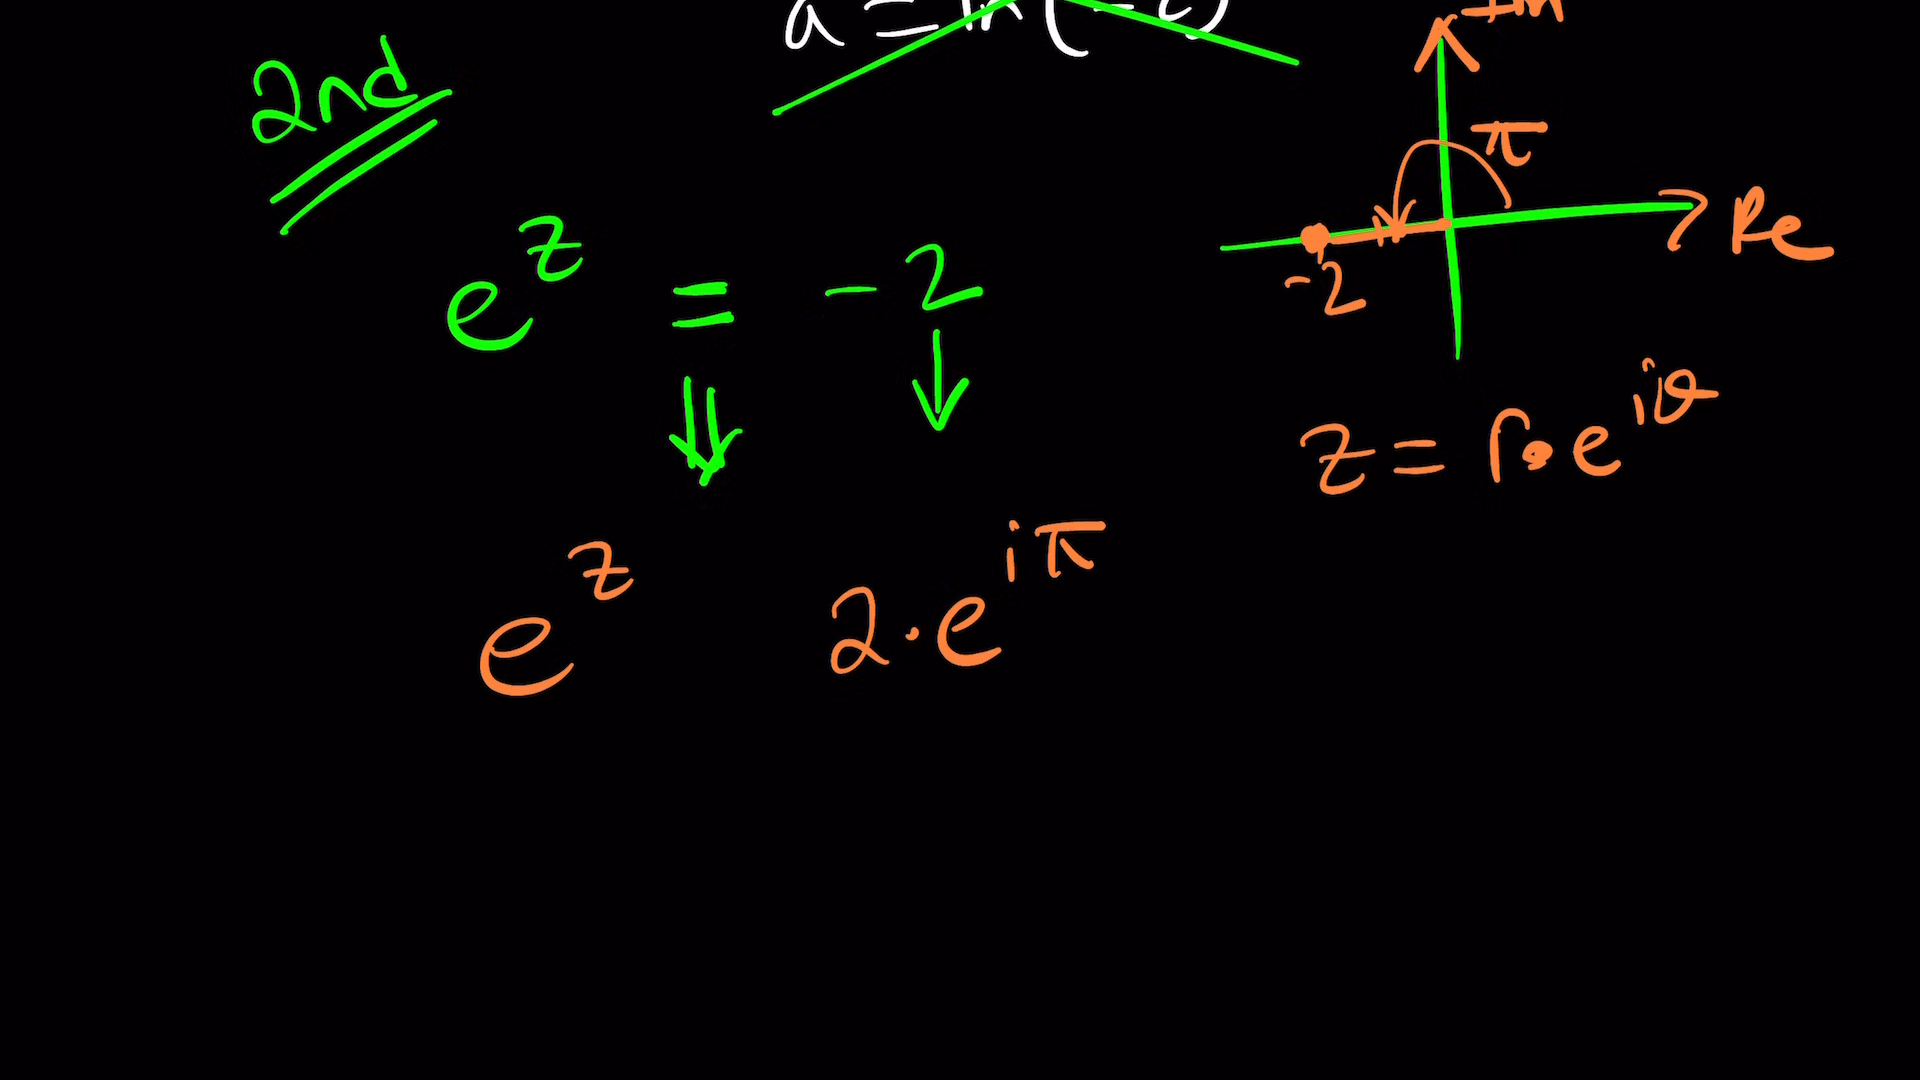 2nd
Im
π
Re
-2
e^z = -2
z = r·e^{iθ}
e^z 2·e^{iπ}